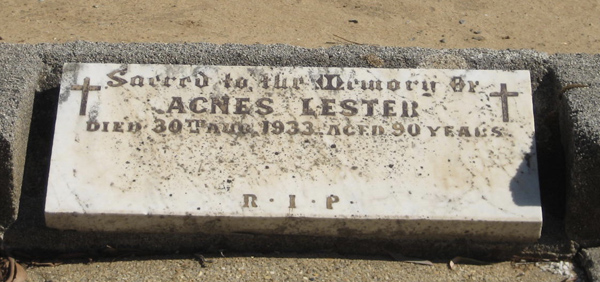 Sacred to the Memory of
AGNES LESTER
DIED 30TH AUG. 1933. AGED 90 YEARS.
R · I · P ·